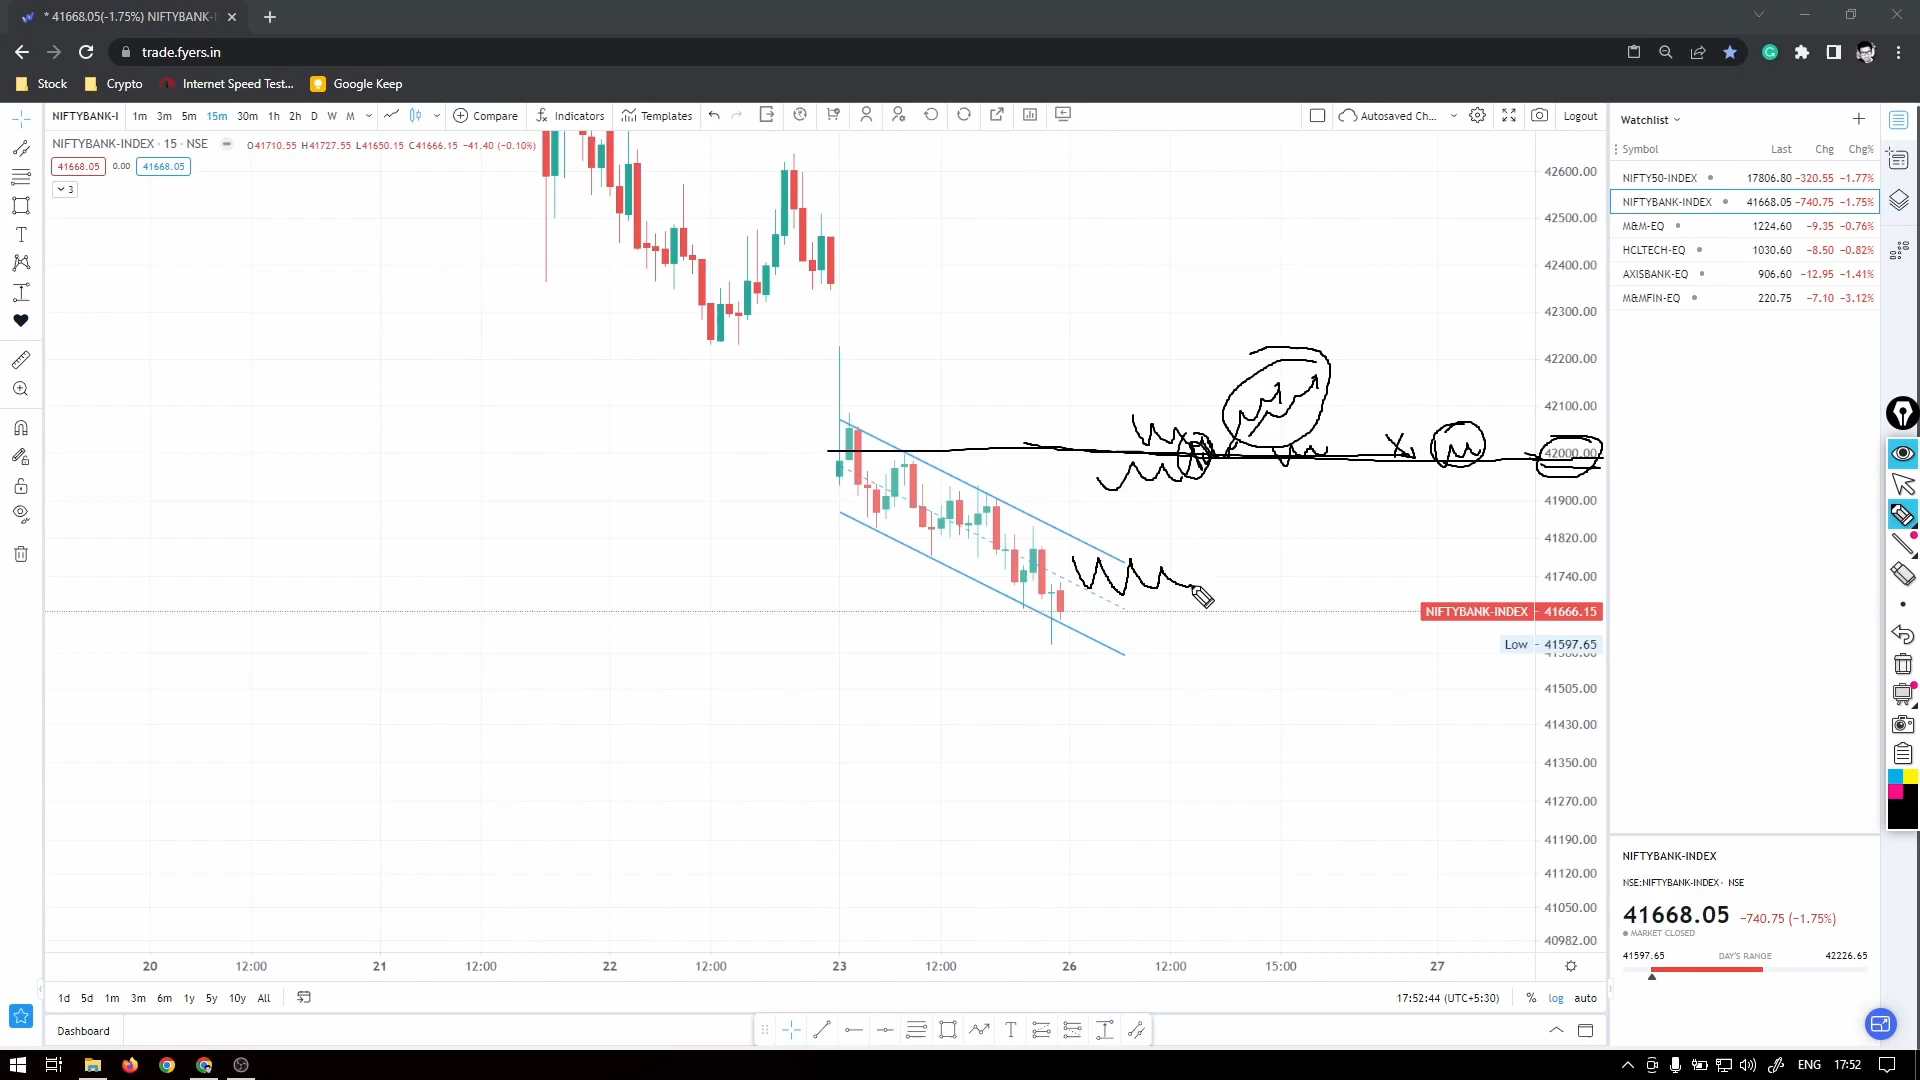 * 41668.05(-1.75%) NIFTYBANK-I
trade.fyers.in
Stock Crypto Internet Speed Test... Google Keep
NIFTYBANK-I 1m 3m 5m 15m 30m 1h 2h D W M Compare Indicators Templates Autosaved Ch... Logout
NIFTYBANK-INDEX · 15 · NSE O41710.55 H41727.55 L41650.15 C41666.15 -41.40 (-0.10%)
41668.05 0.00 41668.05
3
42600.00
42500.00
42400.00
42300.00
42200.00
42100.00
42000.00
41900.00
41820.00
41740.00
NIFTYBANK-INDEX - 41666.15
Low - 41597.65
41505.00
41430.00
41350.00
41270.00
41190.00
41120.00
41050.00
40982.00
20 12:00 21 12:00 22 12:00 23 12:00 26 12:00 15:00 27
1d 5d 1m 3m 6m 1y 5y 10y All 17:52:44 (UTC+5:30) % log auto
Dashboard
Watchlist
Symbol Last Chg Chg%
NIFTY50-INDEX 17806.80 -320.55 -1.77%
NIFTYBANK-INDEX 41668.05 -740.75 -1.75%
M&M-EQ 1224.60 -9.35 -0.76%
HCLTECH-EQ 1030.60 -8.50 -0.82%
AXISBANK-EQ 906.60 -12.95 -1.41%
M&MFIN-EQ 220.75 -7.10 -3.12%
NIFTYBANK-INDEX
NSE:NIFTYBANK-INDEX · NSE
41668.05 -740.75 (-1.75%)
MARKET CLOSED
41597.65 DAY'S RANGE 42226.65
ENG 17:52